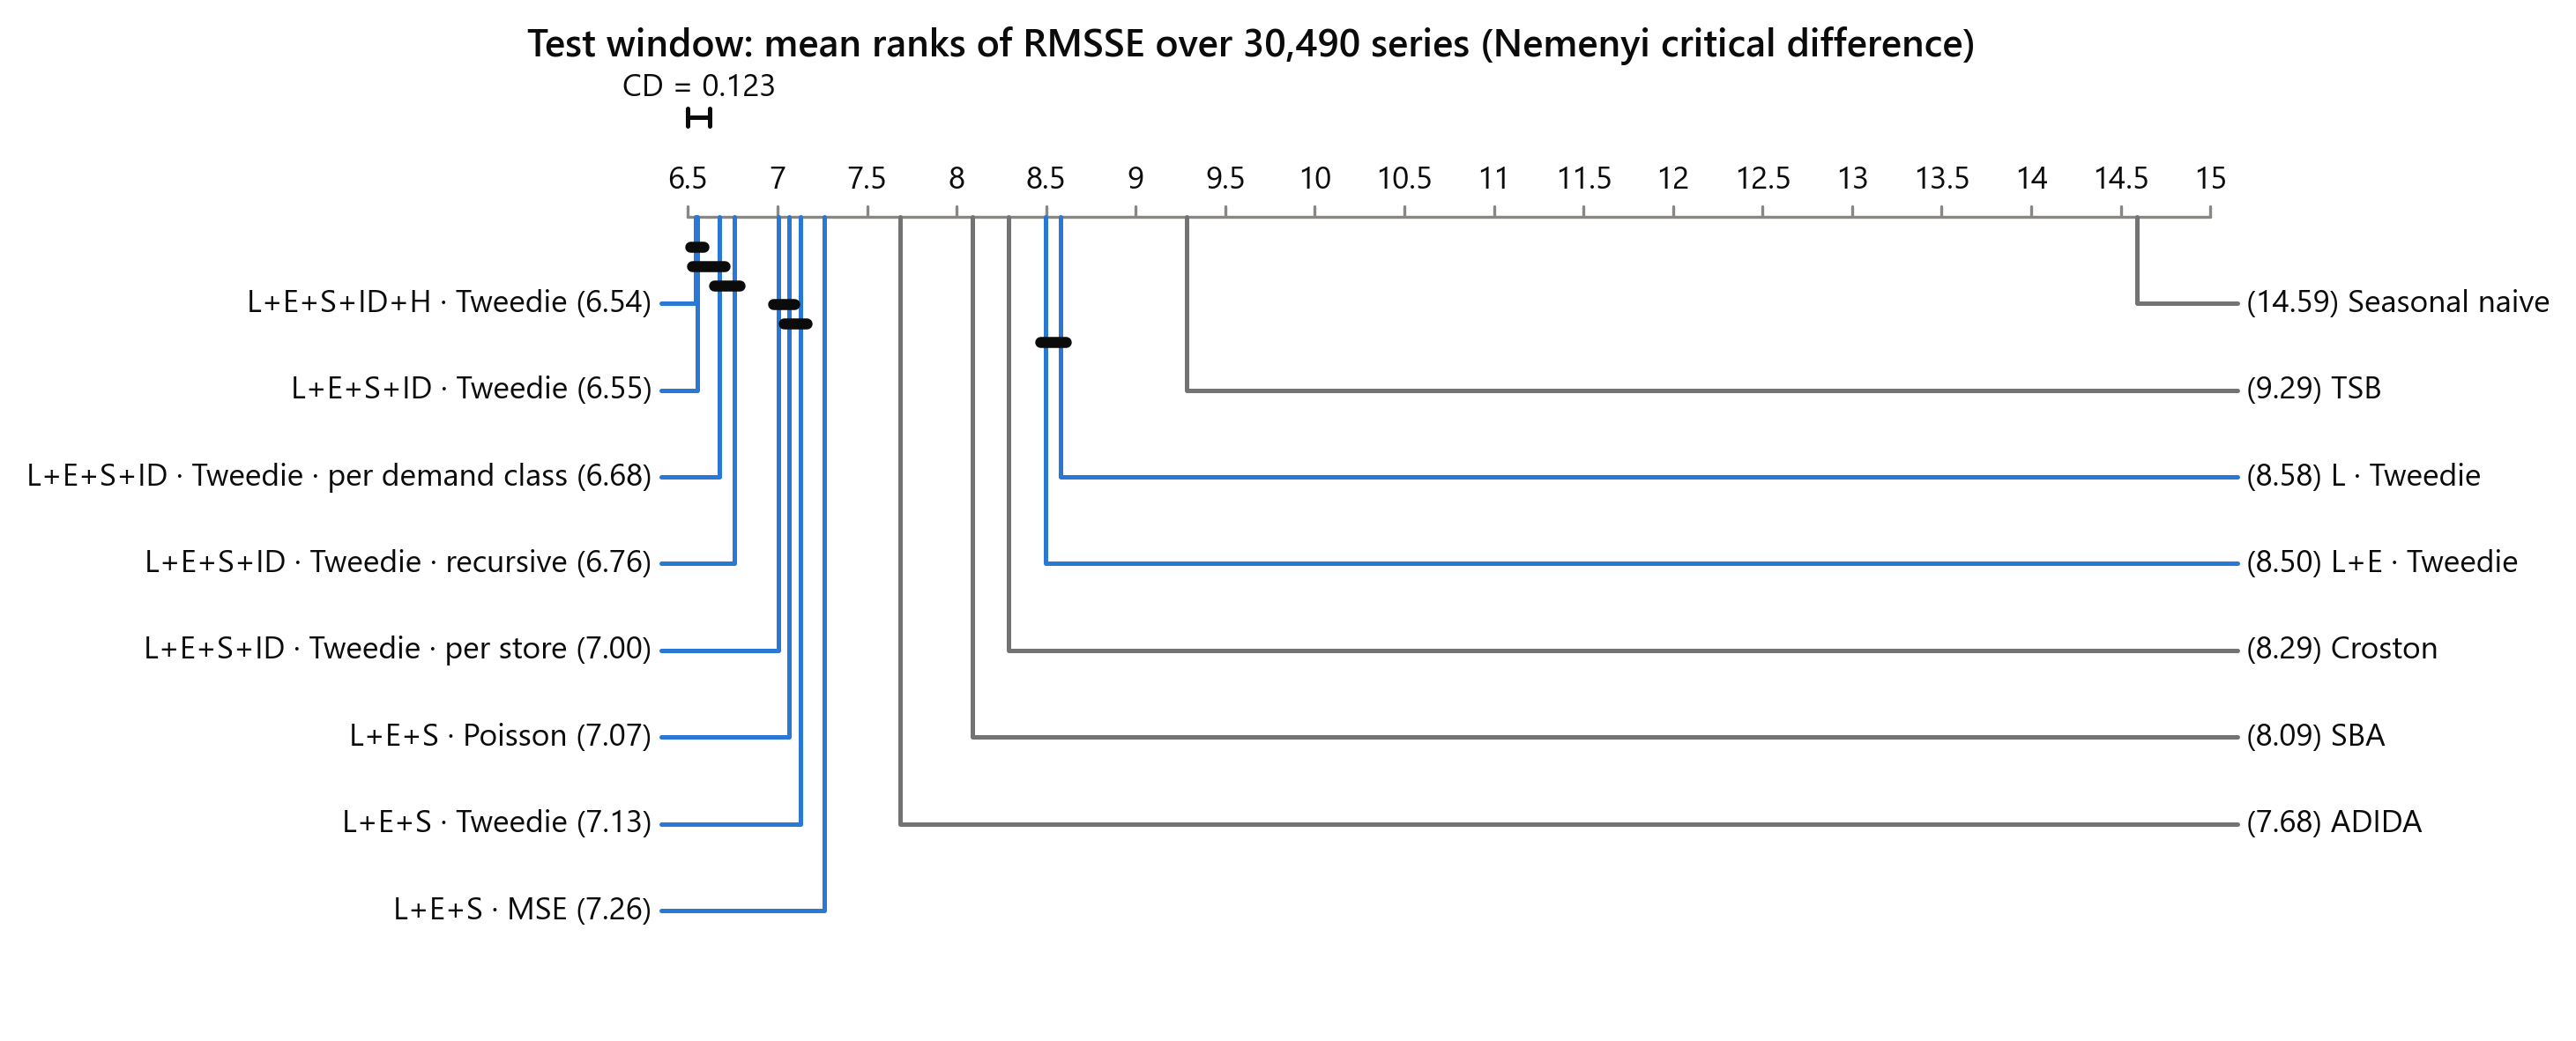 Test window: mean ranks of RMSSE over 30,490 series (Nemenyi critical difference)
CD = 0.123
6.5 7 7.5 8 8.5 9 9.5 10 10.5 11 11.5 12 12.5 13 13.5 14 14.5 15
L+E+S+ID+H · Tweedie (6.54)
(14.59) Seasonal naive
L+E+S+ID · Tweedie (6.55)
(9.29) TSB
L+E+S+ID · Tweedie · per demand class (6.68)
(8.58) L · Tweedie
L+E+S+ID · Tweedie · recursive (6.76)
(8.50) L+E · Tweedie
L+E+S+ID · Tweedie · per store (7.00)
(8.29) Croston
L+E+S · Poisson (7.07)
(8.09) SBA
L+E+S · Tweedie (7.13)
(7.68) ADIDA
L+E+S · MSE (7.26)